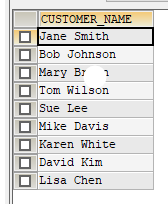 CUSTOMER_NAME
Jane Smith
Bob Johnson
Mary
Tom Wilson
Sue Lee
Mike Davis
Karen White
David Kim
Lisa Chen